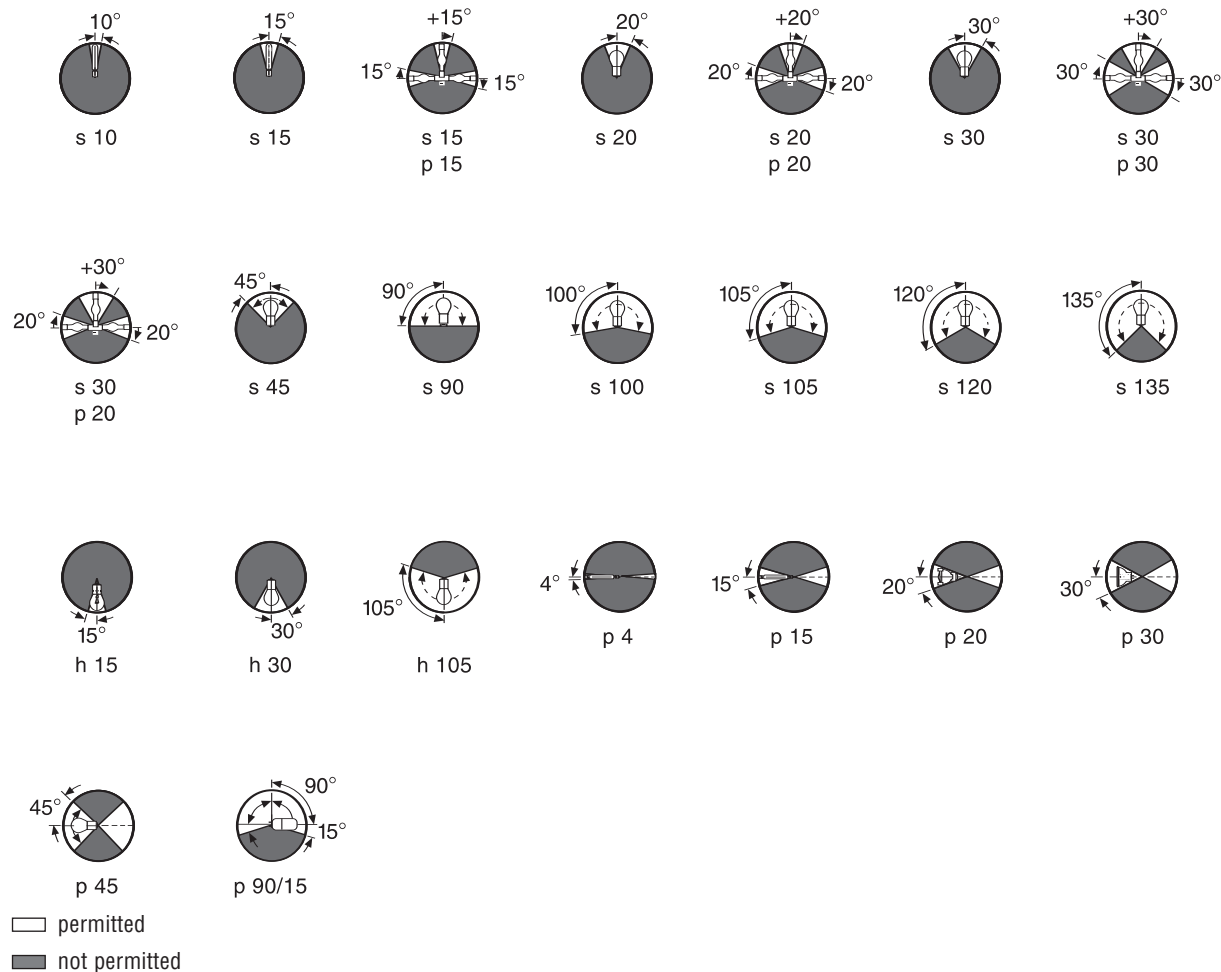 10° 15° +15° 20° +20° 30° +30°
15° 15° 20° 20° 30° 30°
s 10 s 15 s 15 s 20 s 20 s 30 s 30
p 15 p 20 p 30
+30° 45° 90° 100° 105° 120° 135°
20° 20°
s 30 s 45 s 90 s 100 s 105 s 120 s 135
p 20
4° 15° 20° 30°
15° 30° 105°
h 15 h 30 h 105 p 4 p 15 p 20 p 30
45° 90°
15°
p 45 p 90/15
permitted
not permitted